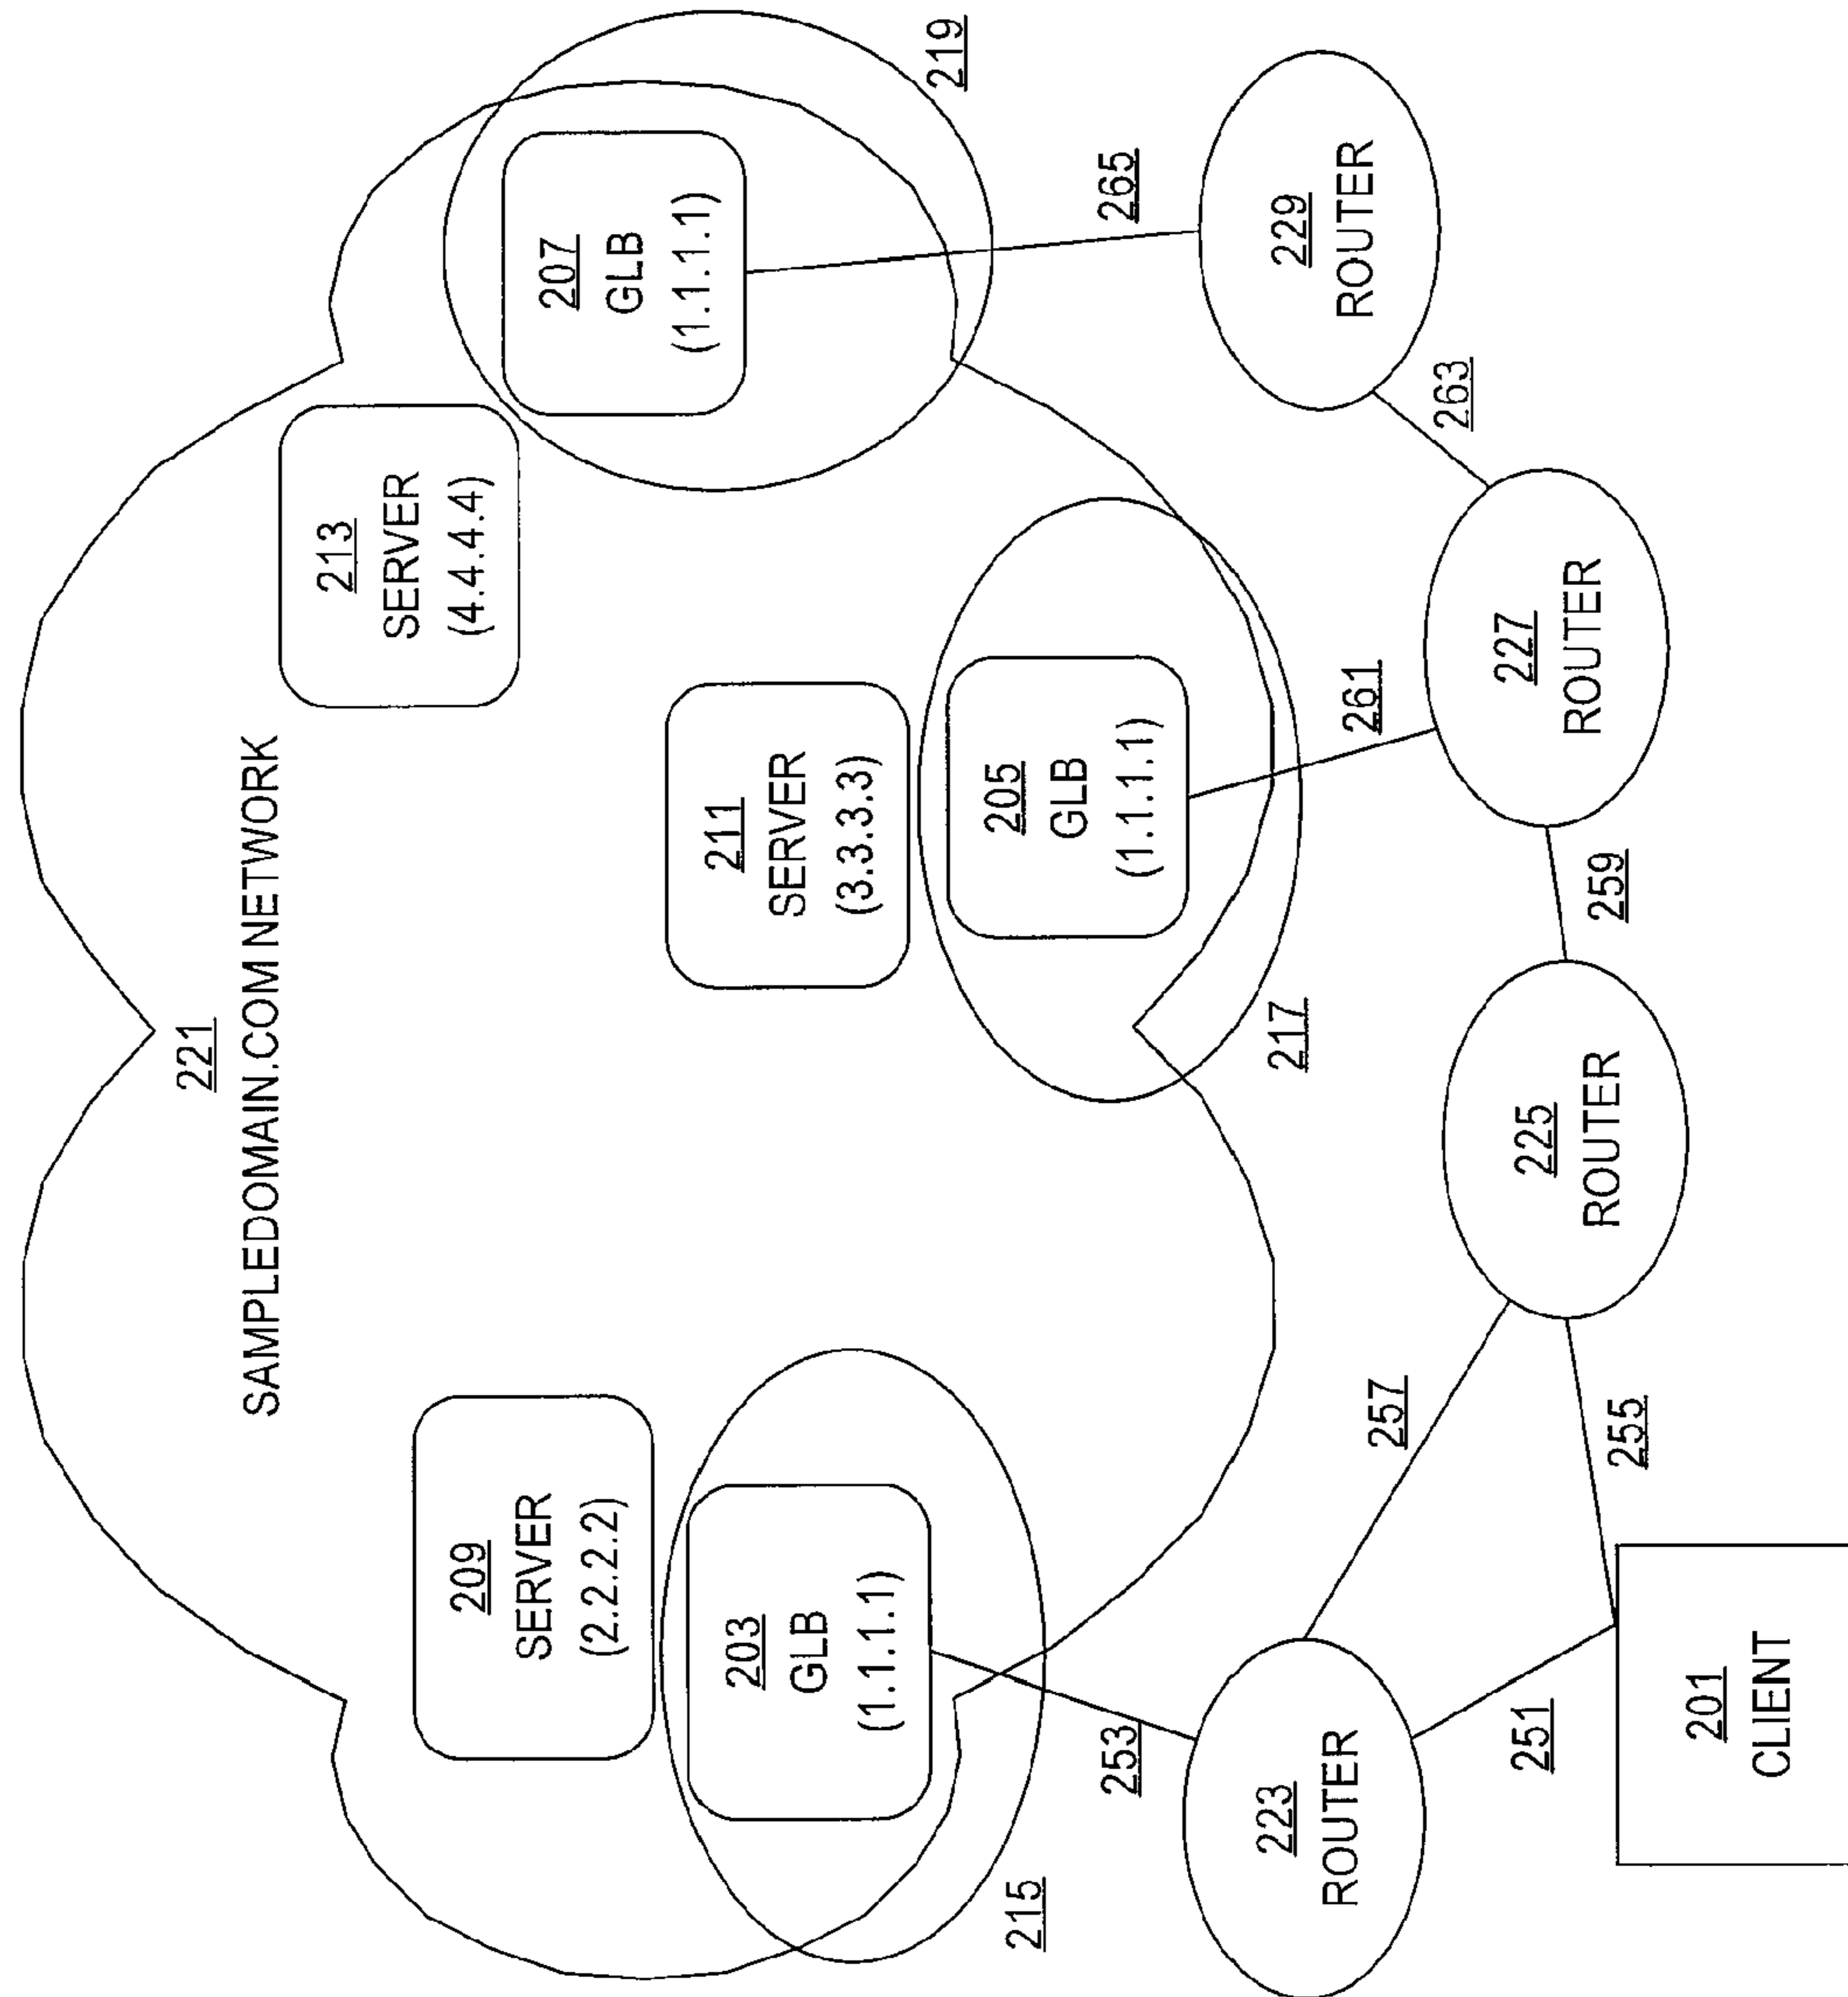 221
SAMPLEDOMAIN.COM NETWORK
213
SERVER
(4.4.4.4)
209
SERVER
(2.2.2.2)
211
SERVER
(3.3.3.3)
207
GLB
(1.1.1.1)
203
GLB
(1.1.1.1)
205
GLB
(1.1.1.1)
219
215
217
253
257
261
265
223
ROUTER
225
ROUTER
227
ROUTER
229
ROUTER
251
255
259
263
201
CLIENT